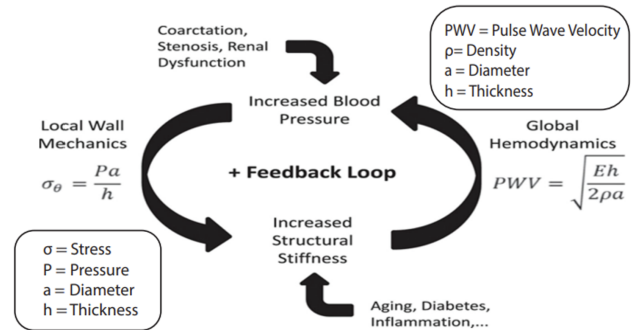 Coarctation,
Stenosis, Renal
Dysfunction
PWV = Pulse Wave Velocity
ρ= Density
a = Diameter
h = Thickness
Increased Blood
Pressure
Local Wall
Mechanics
σ_θ = Pa/h
+ Feedback Loop
Global
Hemodynamics
PWV = √(Eh/2ρa)
Increased
Structural
Stiffness
σ = Stress
P = Pressure
a = Diameter
h = Thickness
Aging, Diabetes,
Inflammation,...